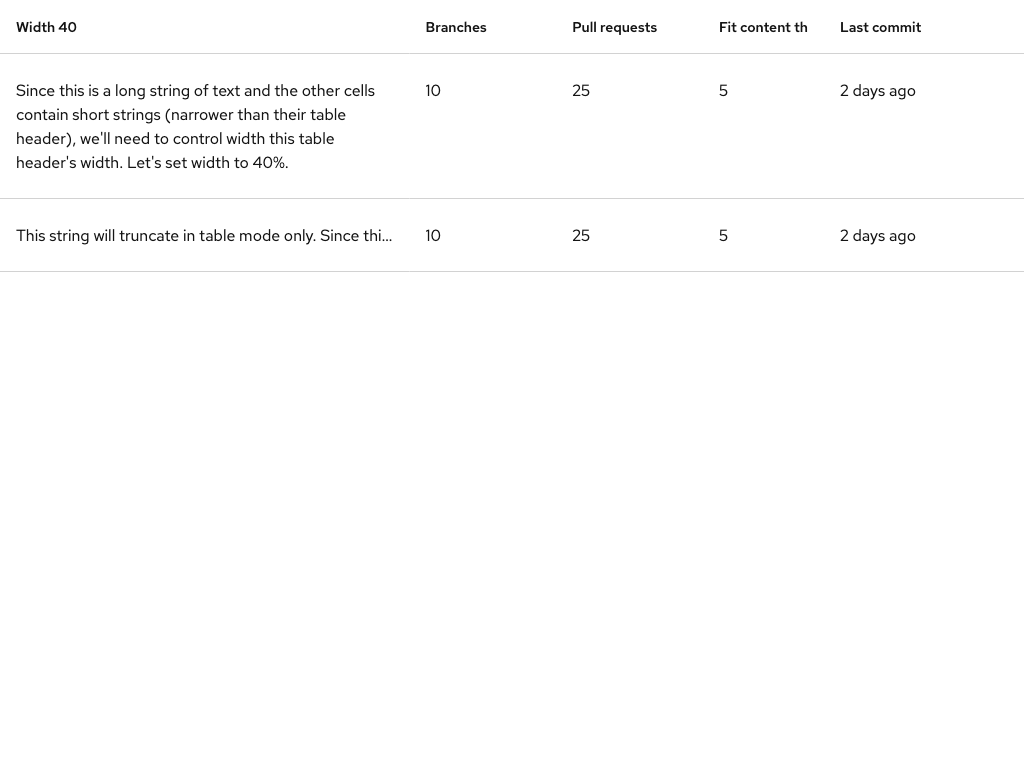 Width 40 Branches Pull requests Fit content th Last commit
Since this is a long string of text and the other cells 10 25 5 2 days ago
contain short strings (narrower than their table
header), we'll need to control width this table
header's width. Let's set width to 40%.
This string will truncate in table mode only. Since thi... 10 25 5 2 days ago